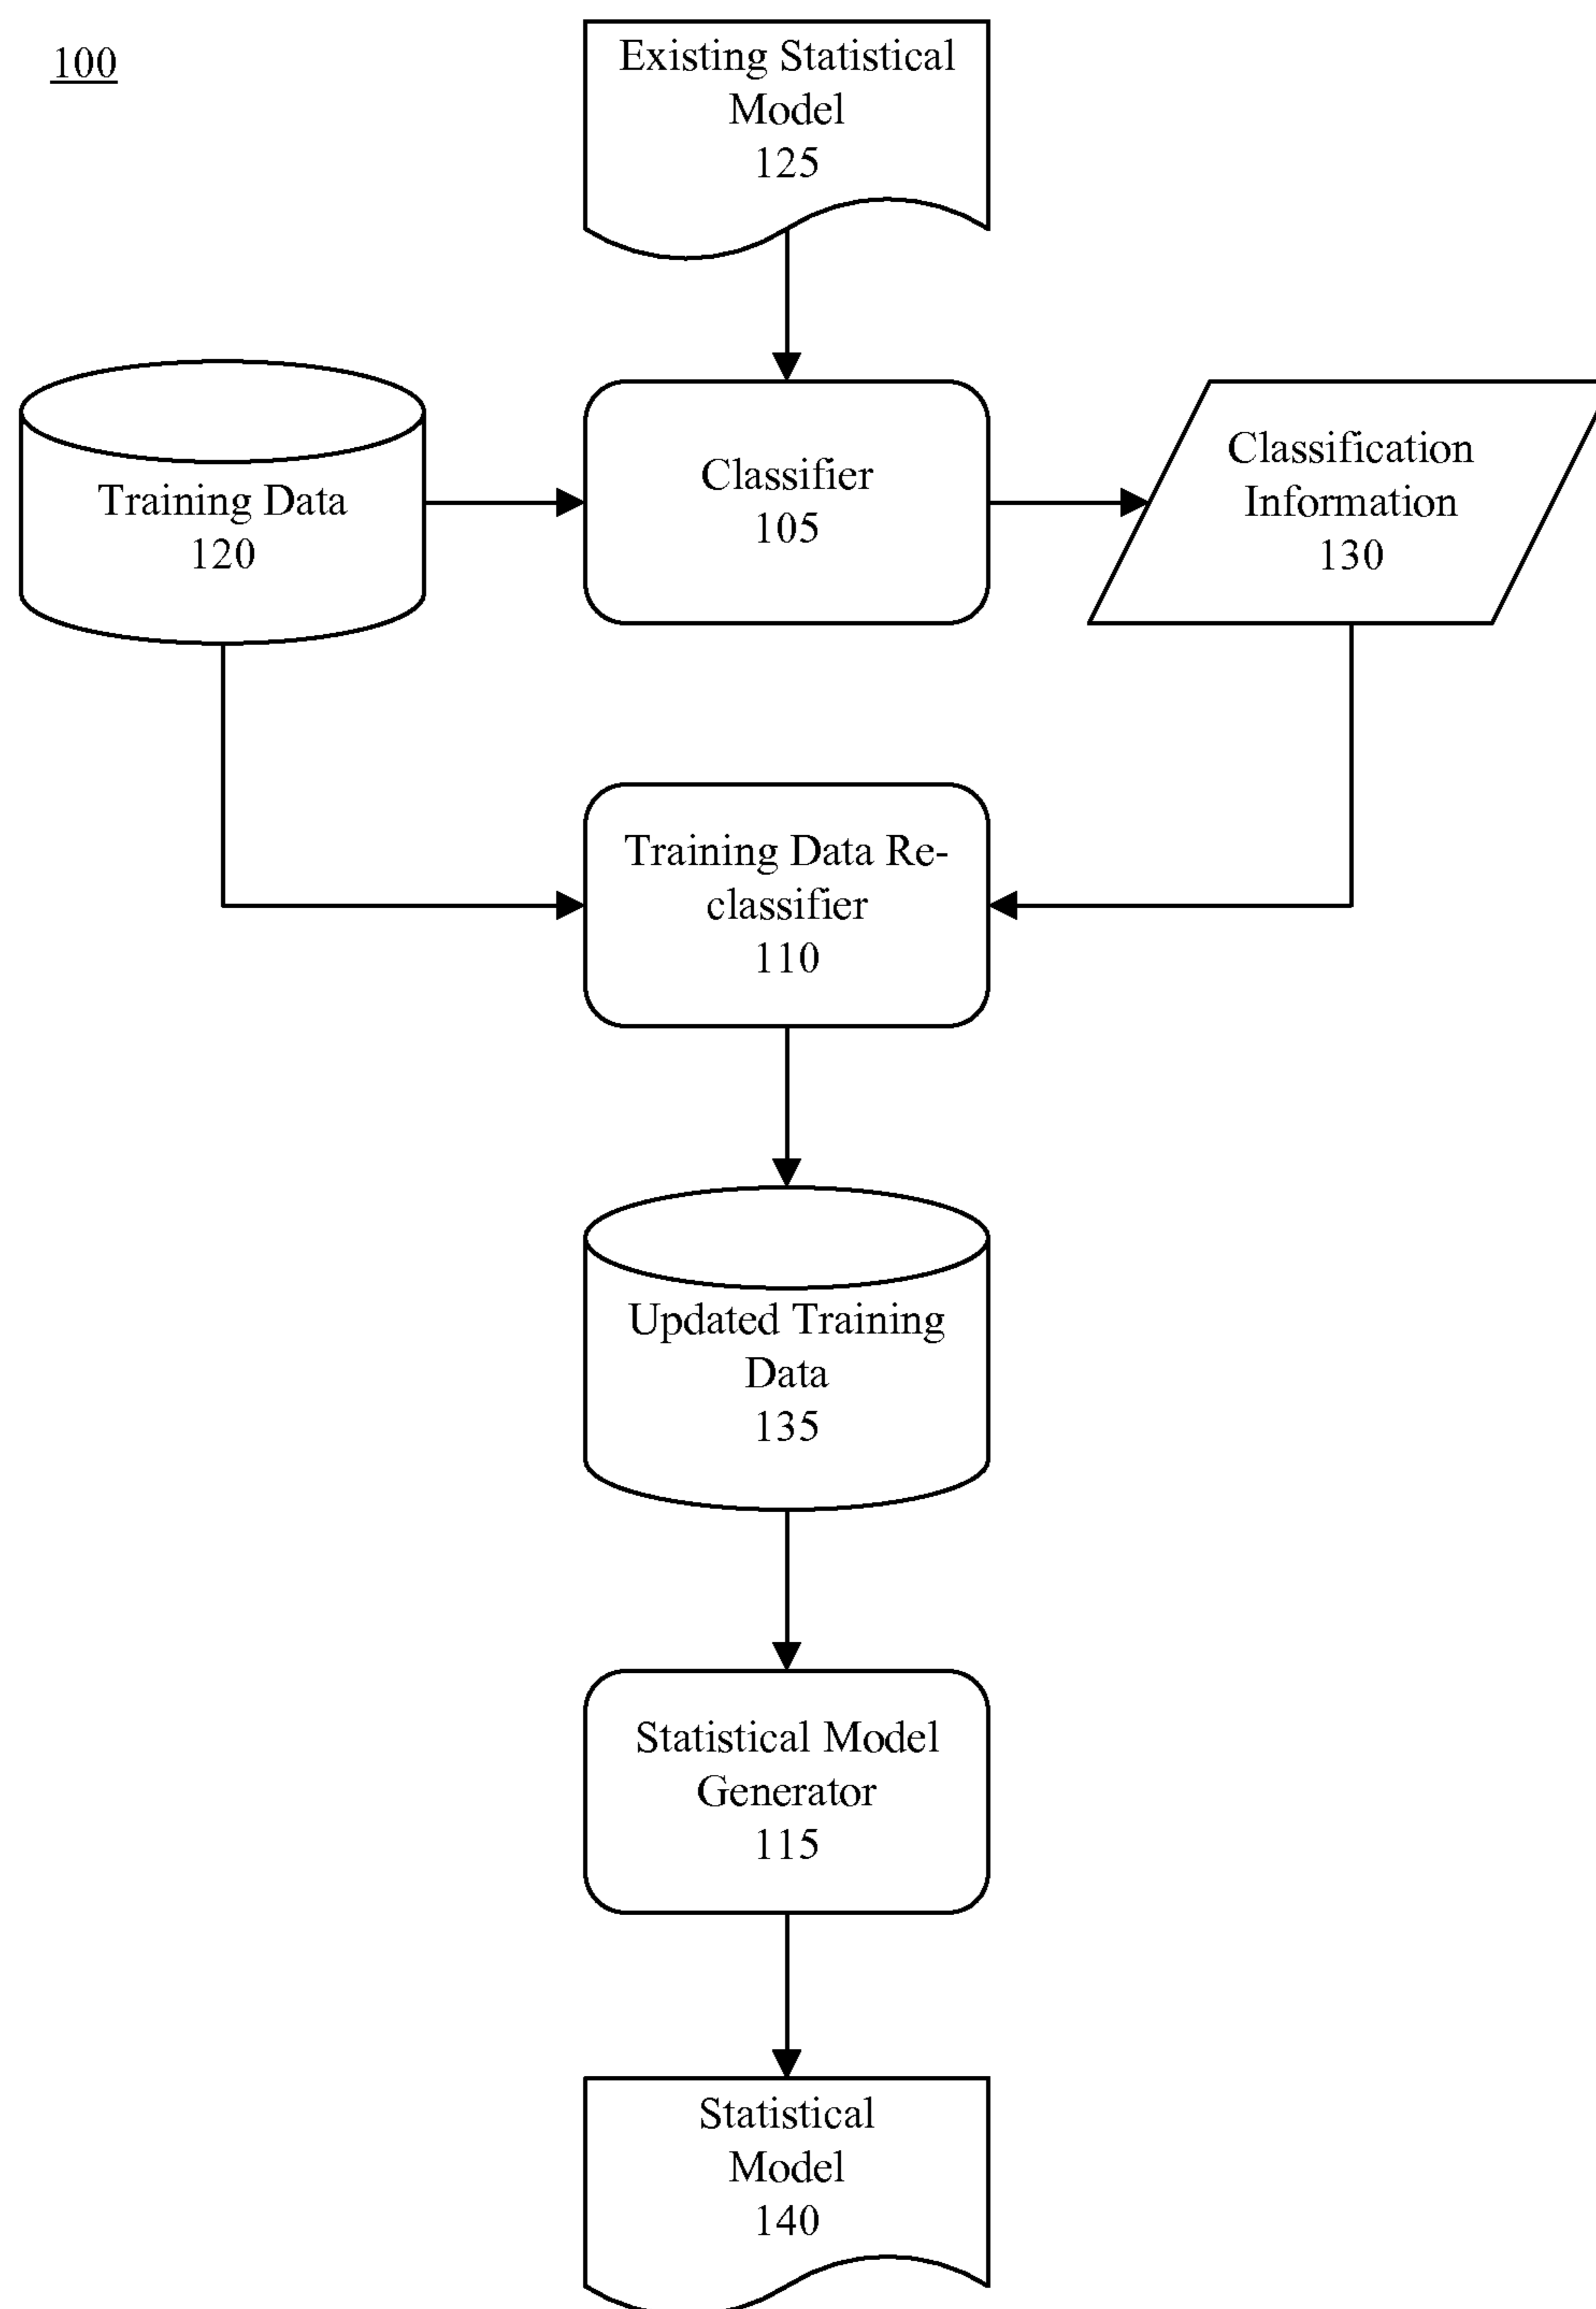 100
Existing Statistical
Model
125
Training Data
120
Classifier
105
Classification
Information
130
Training Data Re-
classifier
110
Updated Training
Data
135
Statistical Model
Generator
115
Statistical
Model
140